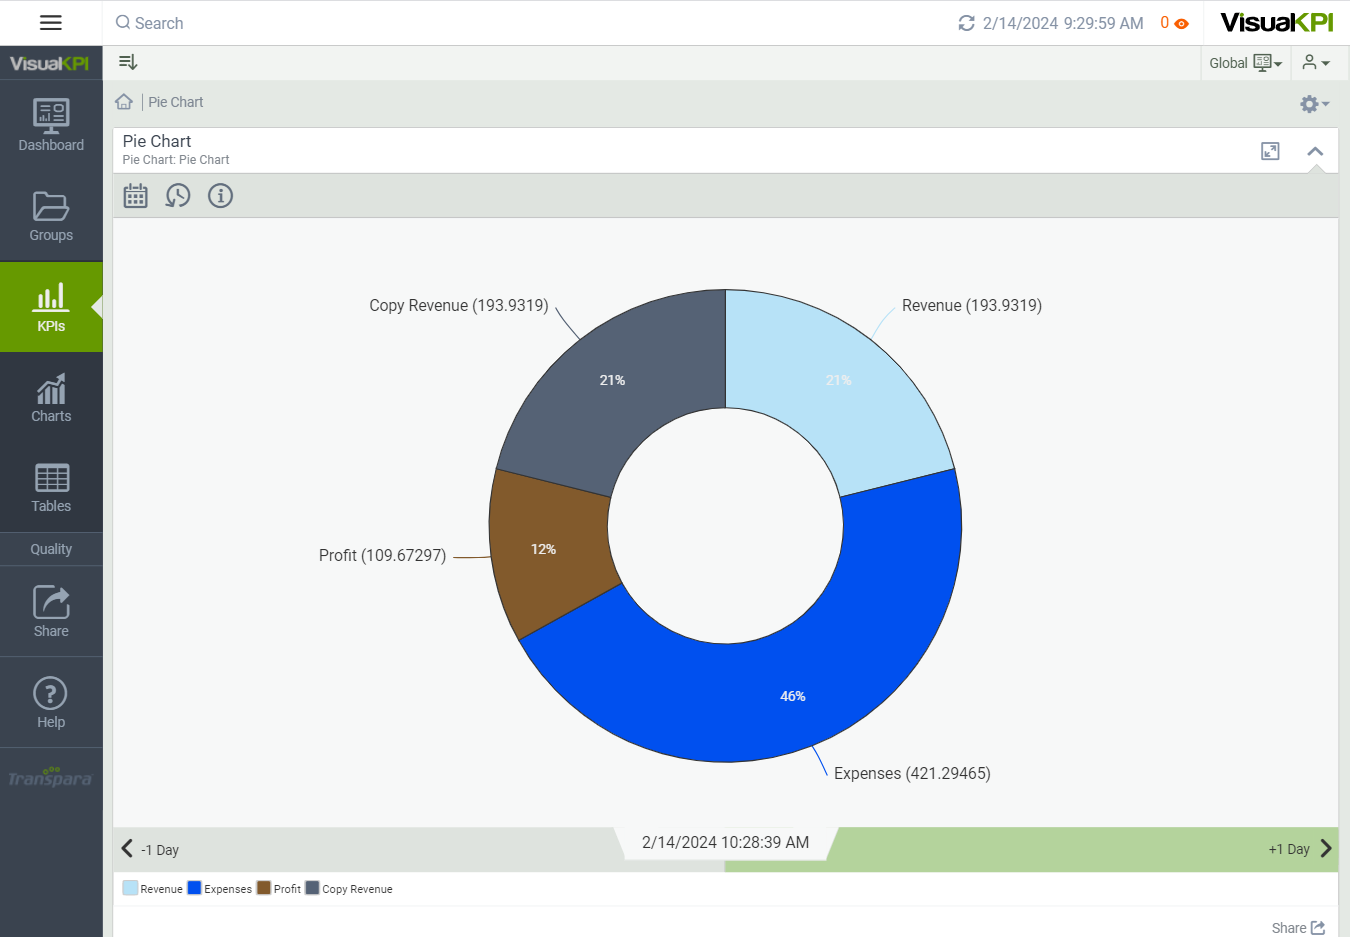 Search
2/14/2024 9:29:59 AM
0
VisualKPI
VisualKPI
Global
Pie Chart
Dashboard
Groups
KPIs
Charts
Tables
Quality
Share
Help
Transpara
Pie Chart
Pie Chart: Pie Chart
Copy Revenue (193.9319)
Revenue (193.9319)
21%
21%
Profit (109.67297)
12%
46%
Expenses (421.29465)
-1 Day
2/14/2024 10:28:39 AM
+1 Day
Revenue Expenses Profit Copy Revenue
Share